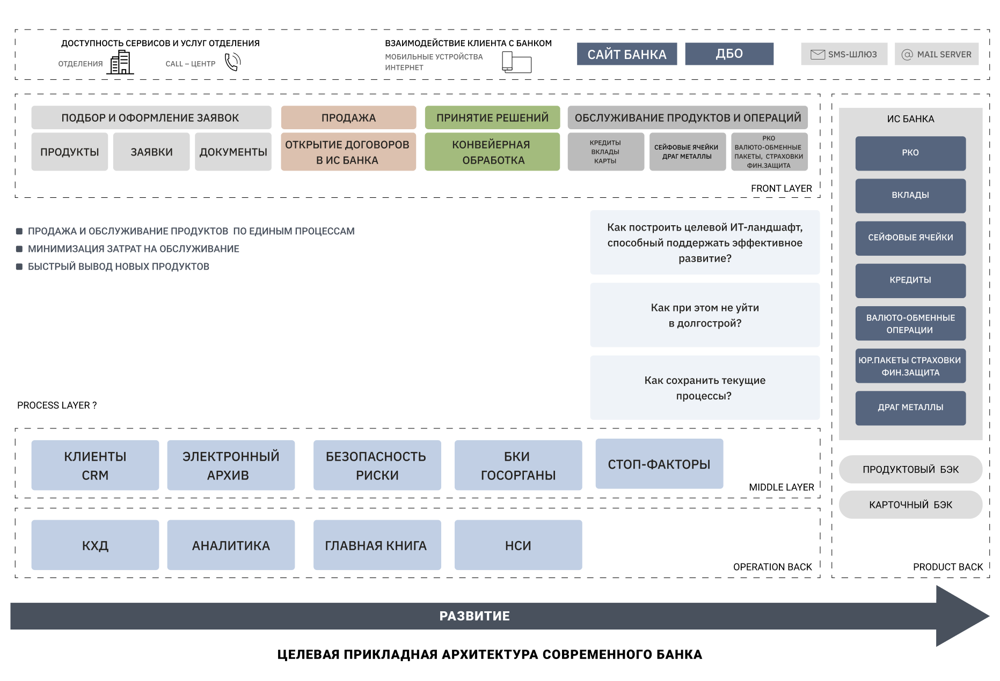 ДОСТУПНОСТЬ СЕРВИСОВ И УСЛУГ ОТДЕЛЕНИЯ
ОТДЕЛЕНИЯ
CALL – ЦЕНТР
ВЗАИМОДЕЙСТВИЕ КЛИЕНТА С БАНКОМ
МОБИЛЬНЫЕ УСТРОЙСТВА
ИНТЕРНЕТ
САЙТ БАНКА
ДБО
SMS-ШЛЮЗ
@ MAIL SERVER
ПОДБОР И ОФОРМЛЕНИЕ ЗАЯВОК
ПРОДУКТЫ
ЗАЯВКИ
ДОКУМЕНТЫ
ПРОДАЖА
ОТКРЫТИЕ ДОГОВОРОВ
В ИС БАНКА
ПРИНЯТИЕ РЕШЕНИЙ
КОНВЕЙЕРНАЯ
ОБРАБОТКА
ОБСЛУЖИВАНИЕ ПРОДУКТОВ И ОПЕРАЦИЙ
КРЕДИТЫ
ВКЛАДЫ
КАРТЫ
СЕЙФОВЫЕ ЯЧЕЙКИ
ДРАГ МЕТАЛЛЫ
РКО
ВАЛЮТО-ОБМЕННЫЕ
ПАКЕТЫ, СТРАХОВКИ
ФИН.ЗАЩИТА
FRONT LAYER
ПРОДАЖА И ОБСЛУЖИВАНИЕ ПРОДУКТОВ ПО ЕДИНЫМ ПРОЦЕССАМ
МИНИМИЗАЦИЯ ЗАТРАТ НА ОБСЛУЖИВАНИЕ
БЫСТРЫЙ ВЫВОД НОВЫХ ПРОДУКТОВ
Как построить целевой ИТ-ландшафт,
способный поддержать эффективное
развитие?
Как при этом не уйти
в долгострой?
Как сохранить текущие
процессы?
PROCESS LAYER ?
КЛИЕНТЫ
CRM
ЭЛЕКТРОННЫЙ
АРХИВ
БЕЗОПАСНОСТЬ
РИСКИ
БКИ
ГОСОРГАНЫ
СТОП-ФАКТОРЫ
MIDDLE LAYER
КХД
АНАЛИТИКА
ГЛАВНАЯ КНИГА
НСИ
OPERATION BACK
ИС БАНКА
РКО
ВКЛАДЫ
СЕЙФОВЫЕ ЯЧЕЙКИ
КРЕДИТЫ
ВАЛЮТО-ОБМЕННЫЕ
ОПЕРАЦИИ
ЮР.ПАКЕТЫ СТРАХОВКИ
ФИН.ЗАЩИТА
ДРАГ МЕТАЛЛЫ
ПРОДУКТОВЫЙ БЭК
КАРТОЧНЫЙ БЭК
PRODUCT BACK
РАЗВИТИЕ
ЦЕЛЕВАЯ ПРИКЛАДНАЯ АРХИТЕКТУРА СОВРЕМЕННОГО БАНКА